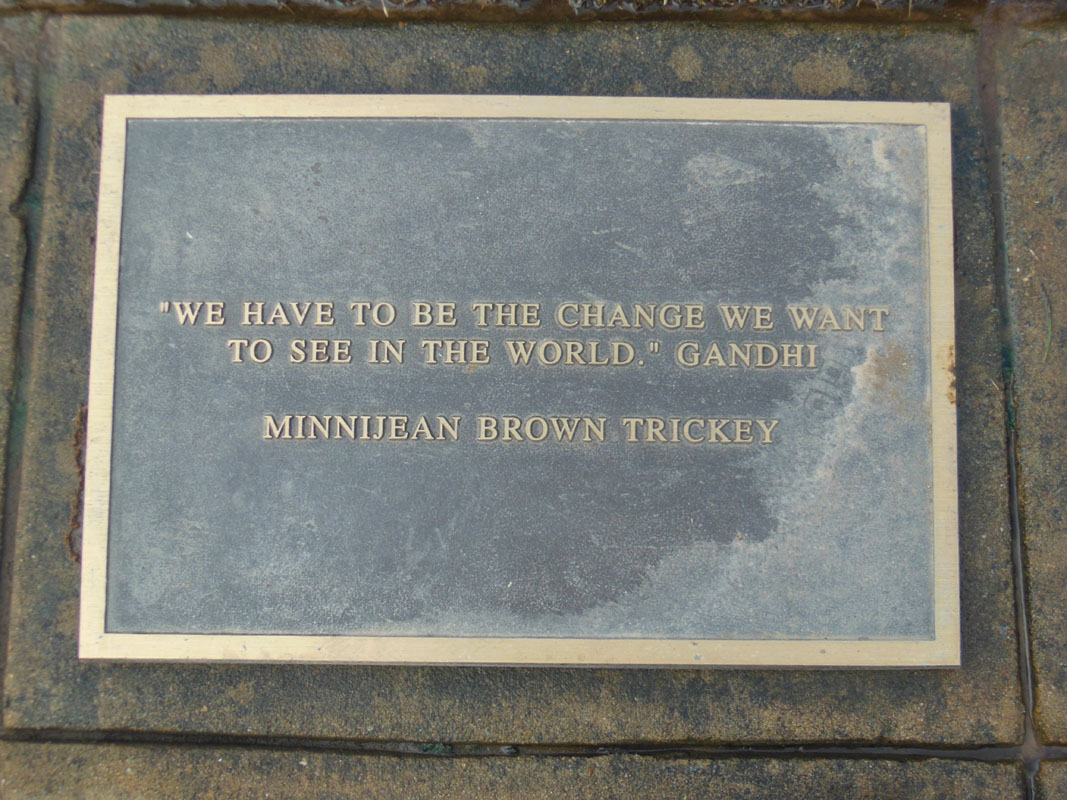 "WE HAVE TO BE THE CHANGE WE WANT
TO SEE IN THE WORLD." GANDHI
MINNIJEAN BROWN TRICKEY